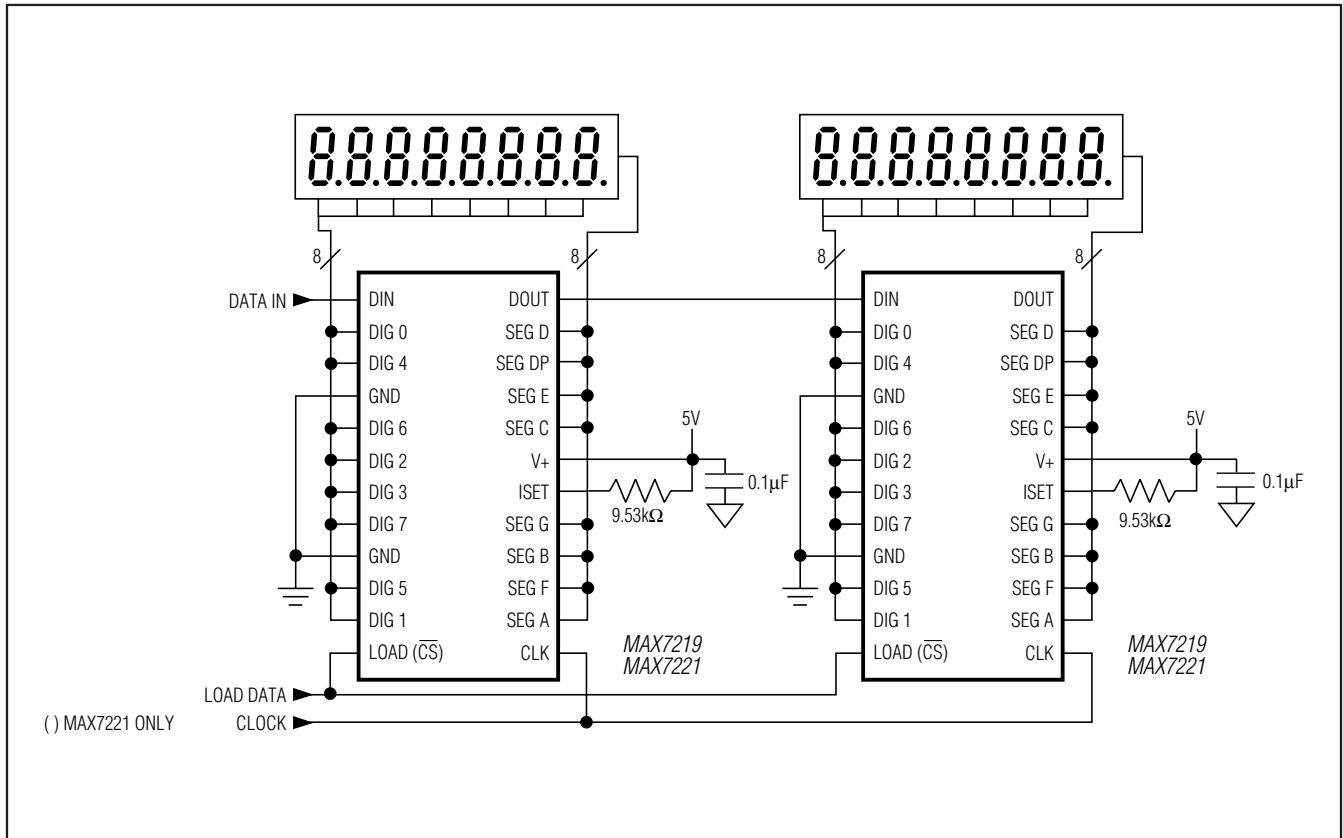 8.8.8.8.8.8.8.8.
8.8.8.8.8.8.8.8.
8
8
8
8
DATA IN
DIN
DOUT
DIG 0
SEG D
DIG 4
SEG DP
GND
SEG E
DIG 6
SEG C
DIG 2
V+
DIG 3
ISET
DIG 7
SEG G
GND
SEG B
DIG 5
SEG F
DIG 1
SEG A
LOAD (C̅S̅)
CLK
5V
0.1µF
9.53kΩ
MAX7219
MAX7221
DIN
DOUT
DIG 0
SEG D
DIG 4
SEG DP
GND
SEG E
DIG 6
SEG C
DIG 2
V+
DIG 3
ISET
DIG 7
SEG G
GND
SEG B
DIG 5
SEG F
DIG 1
SEG A
LOAD (C̅S̅)
CLK
5V
0.1µF
9.53kΩ
MAX7219
MAX7221
LOAD DATA
( ) MAX7221 ONLY
CLOCK